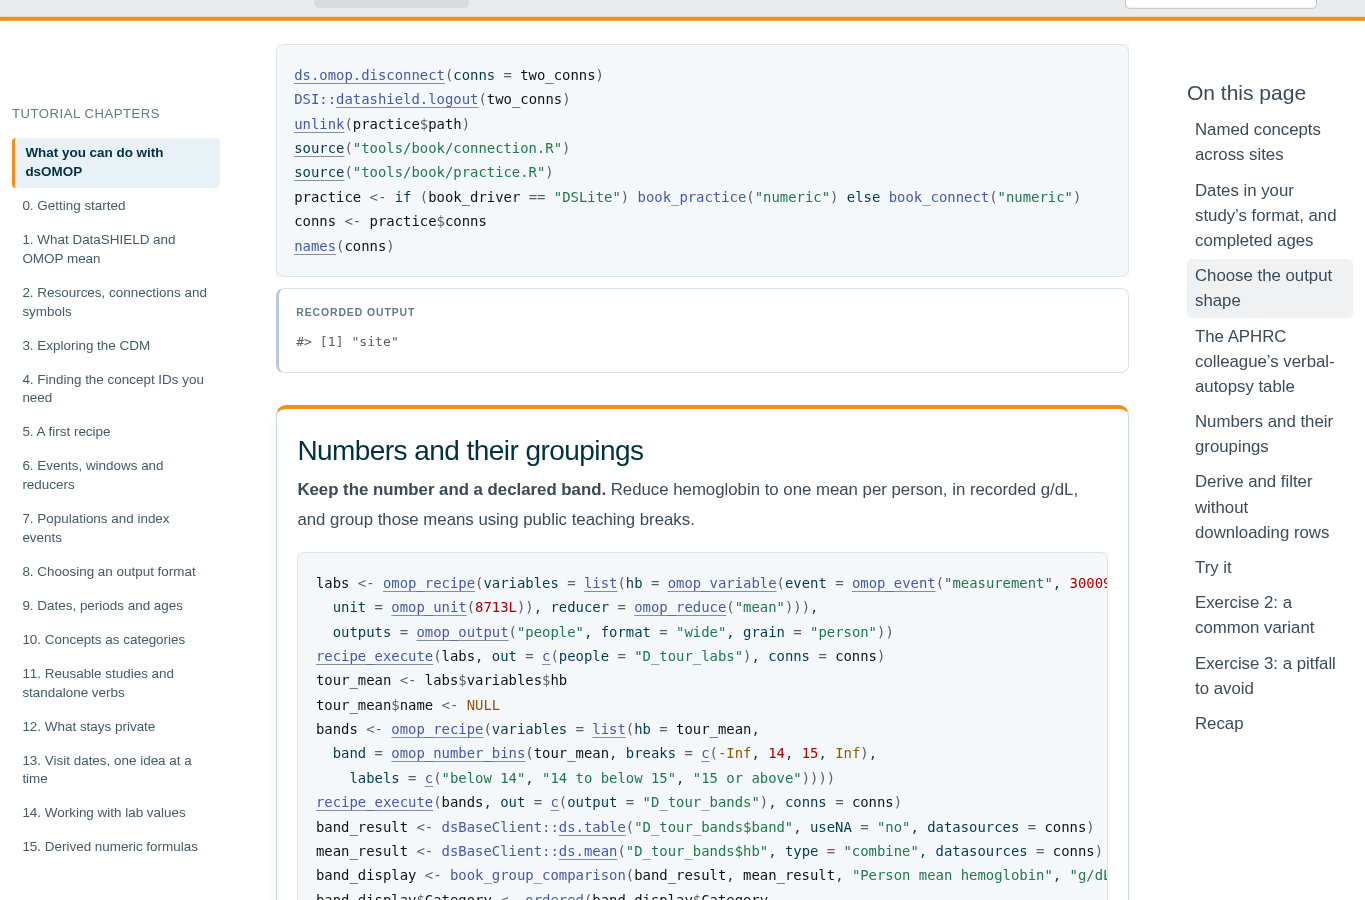 TUTORIAL CHAPTERS
What you can do with
dsOMOP
0. Getting started
1. What DataSHIELD and
OMOP mean
2. Resources, connections and
symbols
3. Exploring the CDM
4. Finding the concept IDs you
need
5. A first recipe
6. Events, windows and
reducers
7. Populations and index
events
8. Choosing an output format
9. Dates, periods and ages
10. Concepts as categories
11. Reusable studies and
standalone verbs
12. What stays private
13. Visit dates, one idea at a
time
14. Working with lab values
15. Derived numeric formulas
ds.omop.disconnect(conns = two_conns)
DSI::datashield.logout(two_conns)
unlink(practice$path)
source("tools/book/connection.R")
source("tools/book/practice.R")
practice <- if (book_driver == "DSLite") book_practice("numeric") else book_connect("numeric")
conns <- practice$conns
names(conns)
RECORDED OUTPUT
#> [1] "site"
Numbers and their groupings
Keep the number and a declared band. Reduce hemoglobin to one mean per person, in recorded g/dL,
and group those means using public teaching breaks.
labs <- omop_recipe(variables = list(hb = omop_variable(event = omop_event("measurement", 30009
  unit = omop_unit(8713L)), reducer = omop_reduce("mean"))),
  outputs = omop_output("people", format = "wide", grain = "person"))
recipe_execute(labs, out = c(people = "D_tour_labs"), conns = conns)
tour_mean <- labs$variables$hb
tour_mean$name <- NULL
bands <- omop_recipe(variables = list(hb = tour_mean,
  band = omop_number_bins(tour_mean, breaks = c(-Inf, 14, 15, Inf),
    labels = c("below 14", "14 to below 15", "15 or above"))))
recipe_execute(bands, out = c(output = "D_tour_bands"), conns = conns)
band_result <- dsBaseClient::ds.table("D_tour_bands$band", useNA = "no", datasources = conns)
mean_result <- dsBaseClient::ds.mean("D_tour_bands$hb", type = "combine", datasources = conns)
band_display <- book_group_comparison(band_result, mean_result, "Person mean hemoglobin", "g/dL
band_display$Category <- ordered(band_display$Category,
On this page
Named concepts
across sites
Dates in your
study’s format, and
completed ages
Choose the output
shape
The APHRC
colleague’s verbal-
autopsy table
Numbers and their
groupings
Derive and filter
without
downloading rows
Try it
Exercise 2: a
common variant
Exercise 3: a pitfall
to avoid
Recap